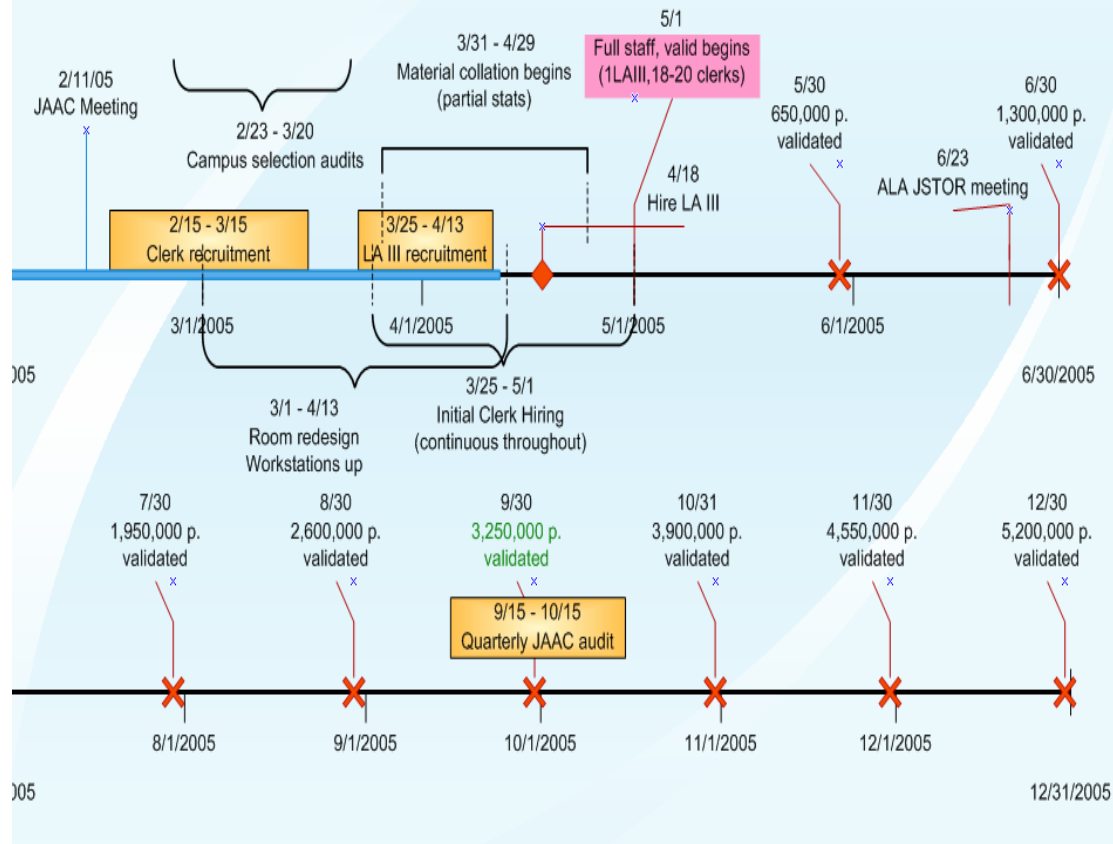 2/11/05
JAAC Meeting
2/23 - 3/20
Campus selection audits
3/31 - 4/29
Material collation begins
(partial stats)
5/1
Full staff, valid begins
(1LAIII,18-20 clerks)
4/18
Hire LA III
5/30
650,000 p.
validated
6/23
ALA JSTOR meeting
6/30
1,300,000 p.
validated
2/15 - 3/15
Clerk recruitment
3/25 - 4/13
LA III recruitment
3/1/2005
4/1/2005
5/1/2005
6/1/2005
005
6/30/2005
3/1 - 4/13
Room redesign
Workstations up
3/25 - 5/1
Initial Clerk Hiring
(continuous throughout)
7/30
1,950,000 p.
validated
8/30
2,600,000 p.
validated
9/30
3,250,000 p.
validated
10/31
3,900,000 p.
validated
11/30
4,550,000 p.
validated
12/30
5,200,000 p.
validated
9/15 - 10/15
Quarterly JAAC audit
8/1/2005
9/1/2005
10/1/2005
11/1/2005
12/1/2005
005
12/31/2005